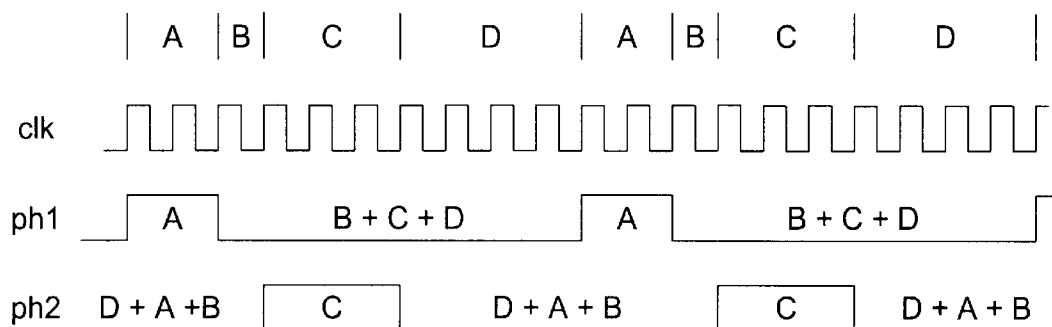 A B C D A B C D
clk
ph1 A B + C + D A B + C + D
ph2 D + A +B C D + A + B C D + A + B